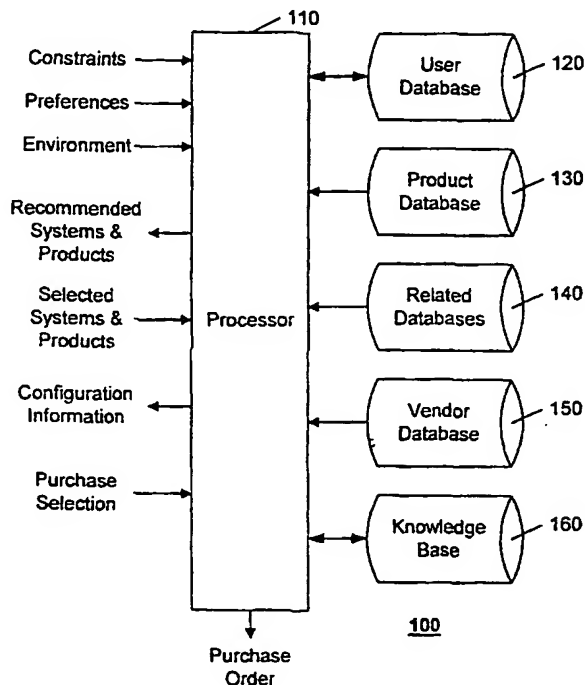 110
Constraints
Preferences
Environment
Recommended
Systems &
Products
Selected
Systems &
Products
Configuration
Information
Purchase
Selection
Processor
User
Database
120
Product
Database
130
Related
Databases
140
Vendor
Database
150
Knowledge
Base
160
100
Purchase
Order